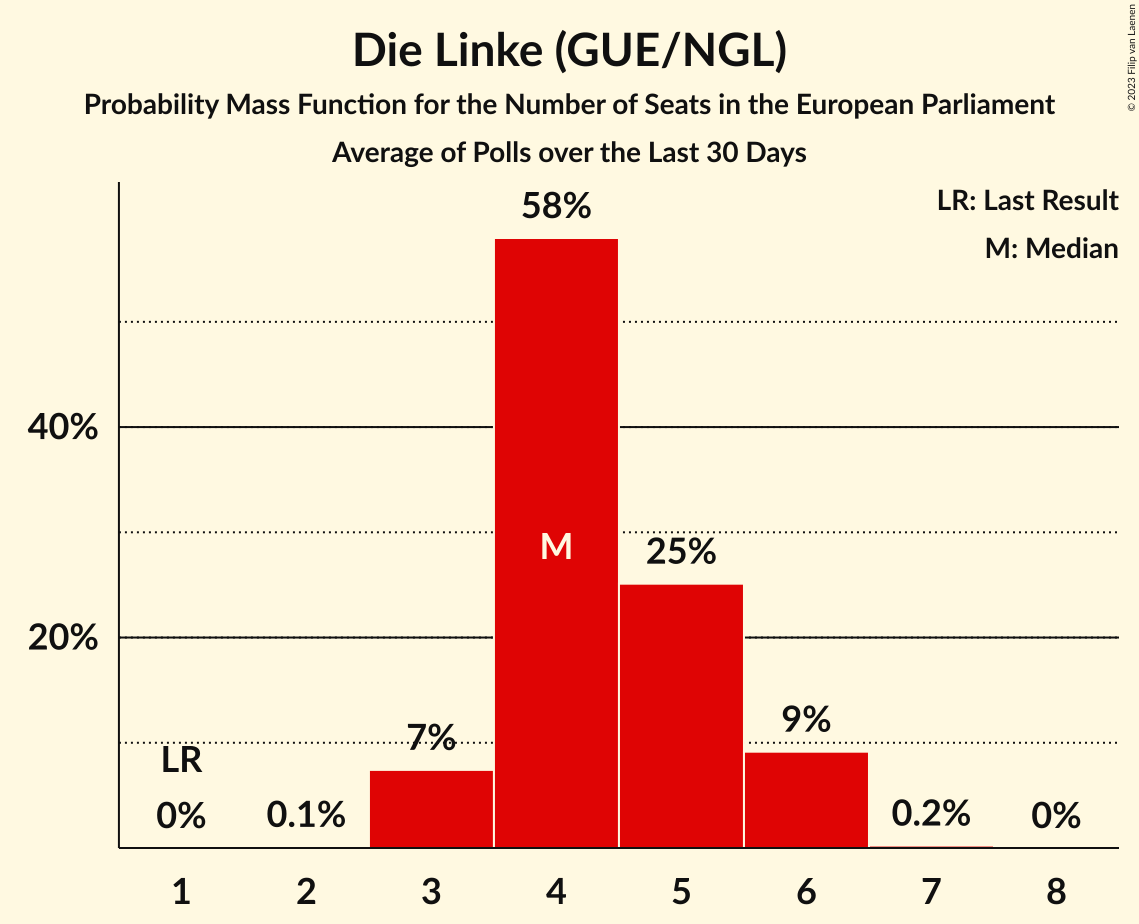 Die Linke (GUE/NGL)
Probability Mass Function for the Number of Seats in the European Parliament
Average of Polls over the Last 30 Days
© 2023 Filip van Laenen
LR: Last Result
M: Median
58%
40%
M
25%
20%
9%
7%
LR
0%
0.1%
0.2%
0%
1 2 3 4 5 6 7 8